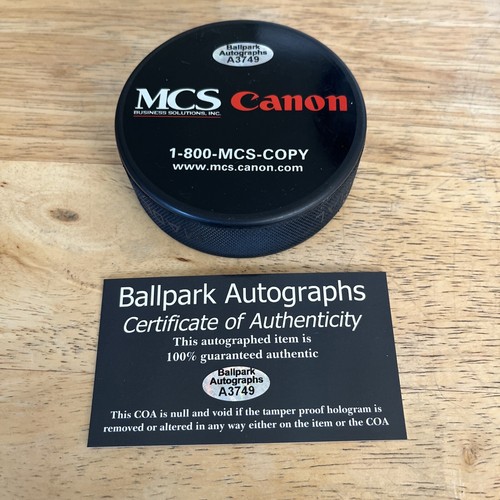 Ballpark
Autographs
A3749
MCS Canon
BUSINESS SOLUTIONS, INC.
1-800-MCS-COPY
www.mcs.canon.com
Ballpark Autographs
Certificate of Authenticity
This autographed item is
100% guaranteed authentic
Ballpark
Autographs
A3749
This COA is null and void if the tamper proof hologram is
removed or altered in any way either on the item or the COA